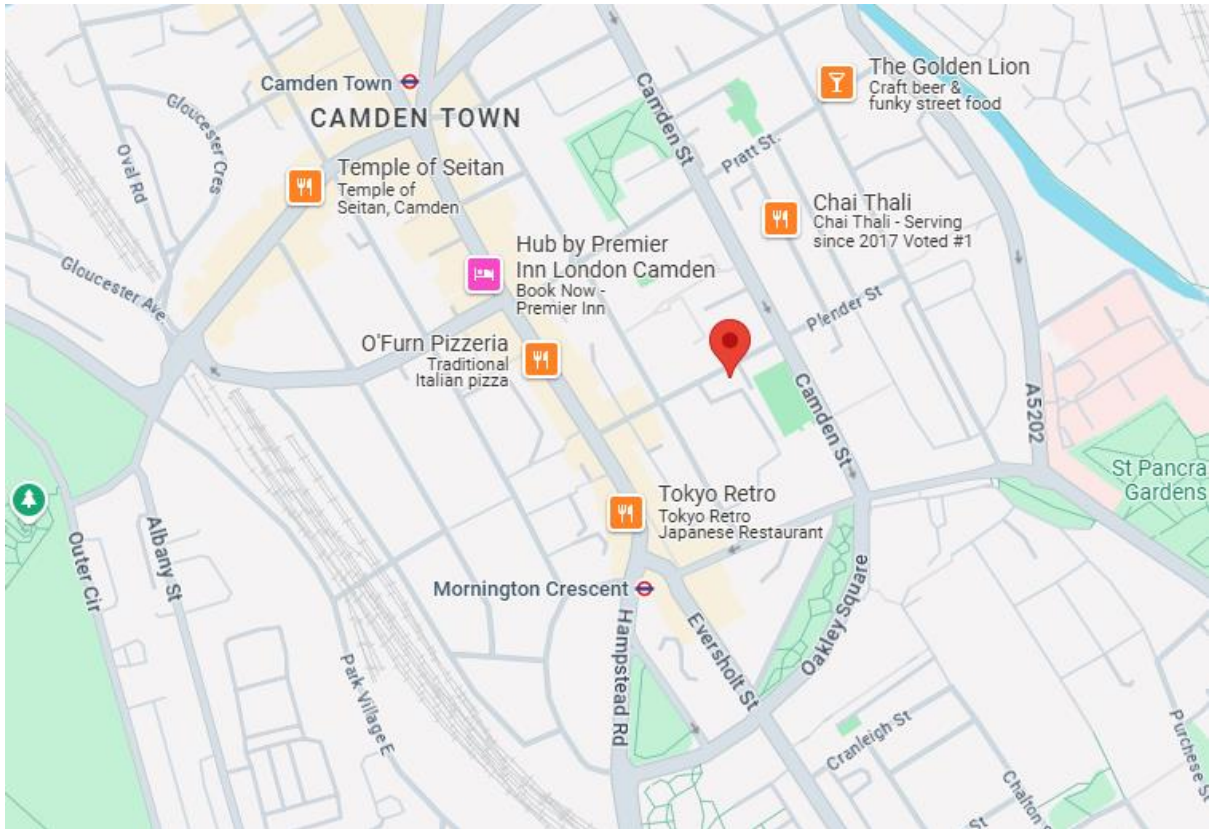 Camden Town
CAMDEN TOWN
Gloucester Cres
Oval Rd
Camden St
The Golden Lion
Craft beer &
funky street food
Pratt St.
Temple of Seitan
Temple of
Seitan, Camden
Chai Thali
Chai Thali - Serving
since 2017 Voted #1
Hub by Premier
Inn London Camden
Book Now -
Premier Inn
Gloucester Ave.
Plender St
O'Furn Pizzeria
Traditional
Italian pizza
Camden St
A5202
St Pancra
Gardens
Tokyo Retro
Tokyo Retro
Japanese Restaurant
Outer Cir
Albany St
Mornington Crescent
Hampstead Rd
Eversholt St
Oakley Square
Park Village E
Cranleigh St
Chalton
Purchese St